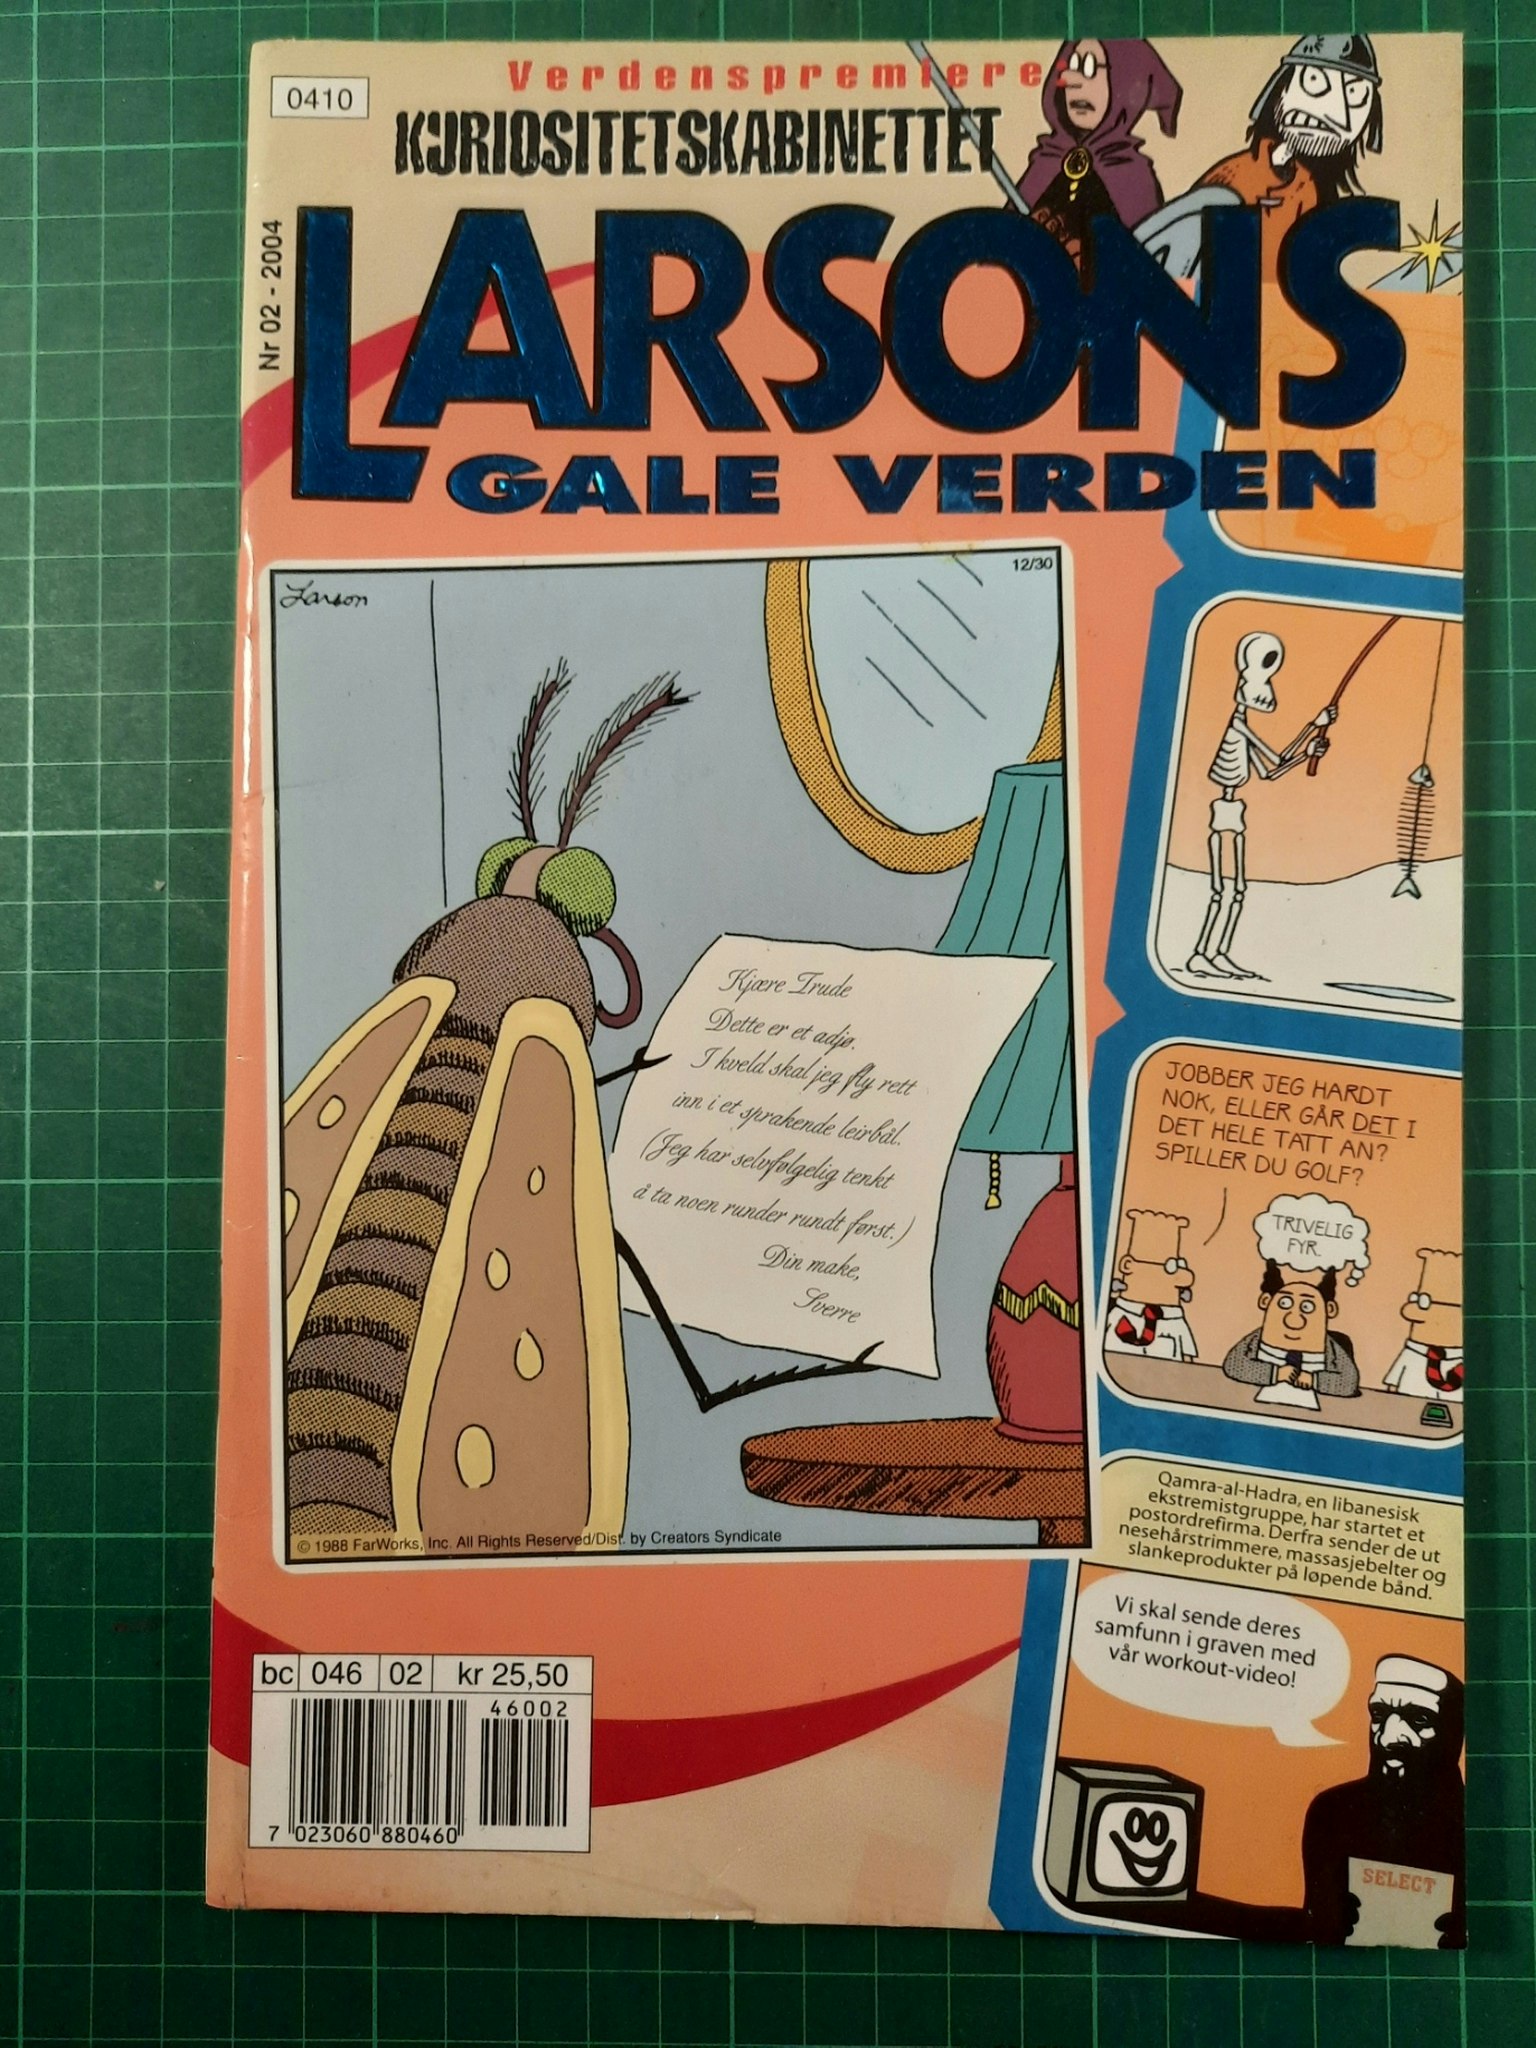 0410
Verdenspremiere:
KURIOSITETSKABINETTET
Nr 02 - 2004
LARSONS
GALE VERDEN
Larson
12/30
Kjære Trude
Dette er et adjø.
I kveld skal jeg fly rett
inn i et sprakende leirbål.
(Jeg har selvfølgelig tenkt
å ta noen runder rundt først.)
Din make,
Sverre
© 1988 FarWorks, Inc. All Rights Reserved/Dist. by Creators Syndicate
JOBBER JEG HARDT
NOK, ELLER GÅR DET I
DET HELE TATT AN?
SPILLER DU GOLF?
TRIVELIG
FYR.
Qamra-al-Hadra, en libanesisk
ekstremistgruppe, har startet et
postordrefirma. Derfra sender de ut
nesehårstrimmere, massasjebelter og
slankeprodukter på løpende bånd.
Vi skal sende deres
samfunn i graven med
vår workout-video!
SELECT
bc 046 02 kr 25,50
46002
7 023060 880460